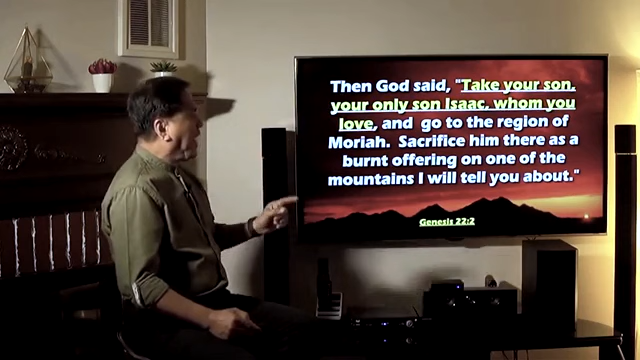 Then God said, "Take your son,
your only son Isaac, whom you
love, and go to the region of
Moriah. Sacrifice him there as a
burnt offering on one of the
mountains I will tell you about."
Genesis 22:2